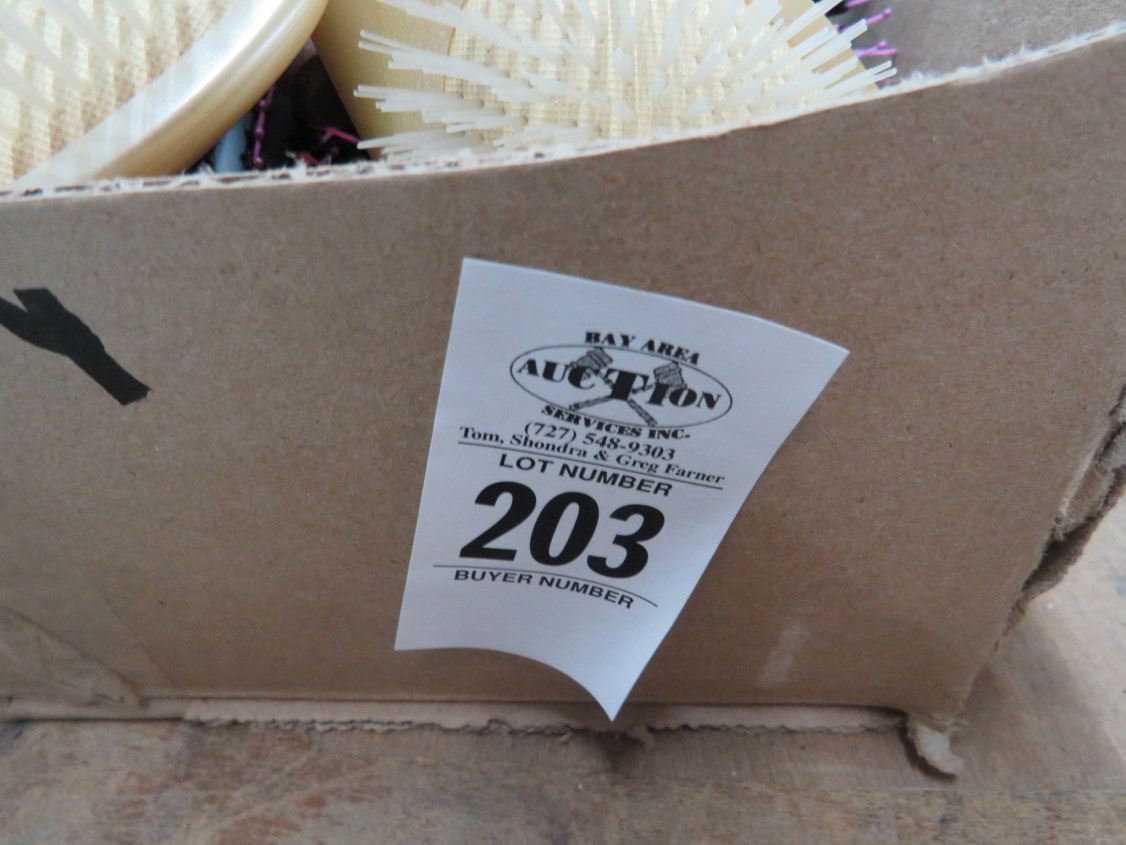 Y
BAY AREA
AUCTION
SERVICES INC.
(727) 548-9303
Tom, Shondra & Greg Farner
LOT NUMBER
203
BUYER NUMBER